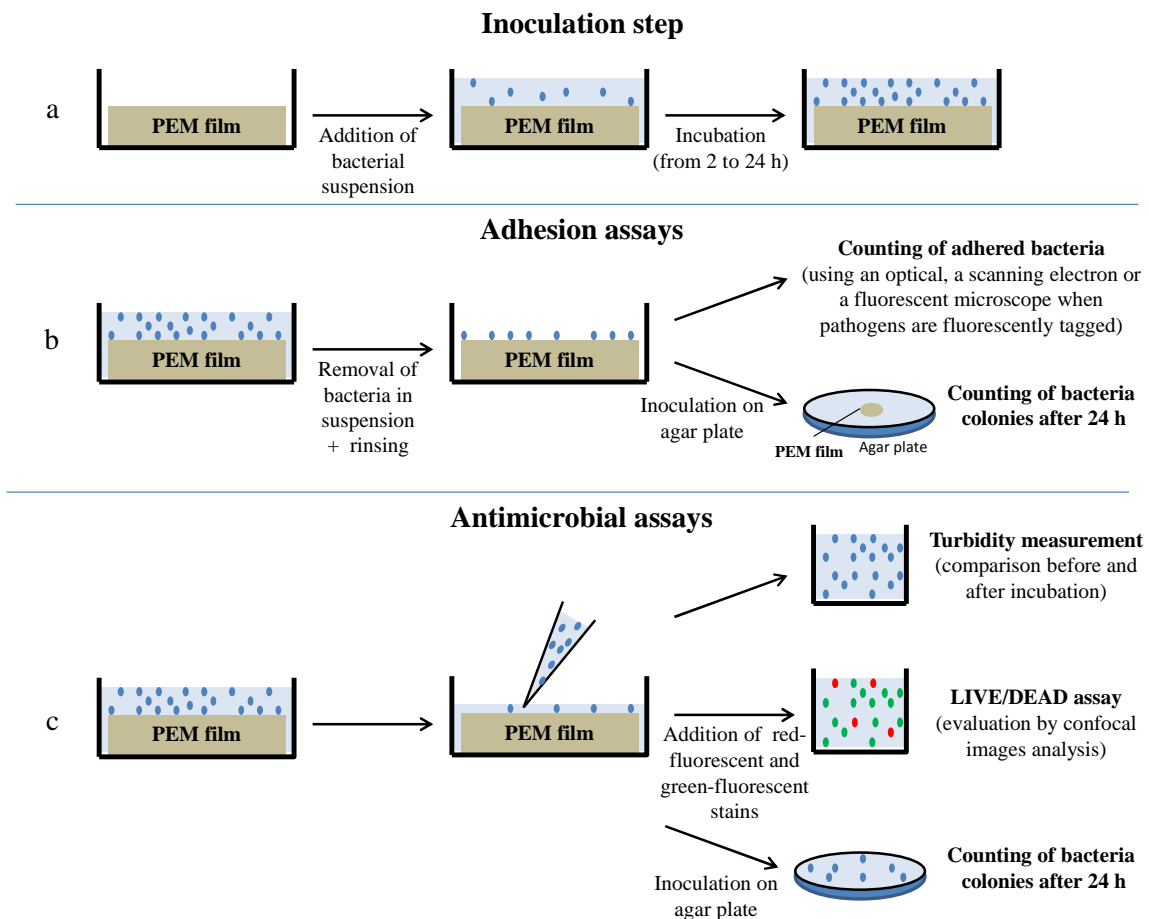 Inoculation step
a
PEM film
Addition of
bacterial
suspension
PEM film
Incubation
(from 2 to 24 h)
PEM film
Adhesion assays
b
PEM film
Removal of
bacteria in
suspension
+ rinsing
PEM film
Counting of adhered bacteria
(using an optical, a scanning electron or
a fluorescent microscope when
pathogens are fluorescently tagged)
Inoculation on
agar plate
PEM film
Agar plate
Counting of bacteria
colonies after 24 h
Antimicrobial assays
c
PEM film
PEM film
Turbidity measurement
(comparison before and
after incubation)
Addition of red-
fluorescent and
green-fluorescent
stains
LIVE/DEAD assay
(evaluation by confocal
images analysis)
Inoculation on
agar plate
Counting of bacteria
colonies after 24 h